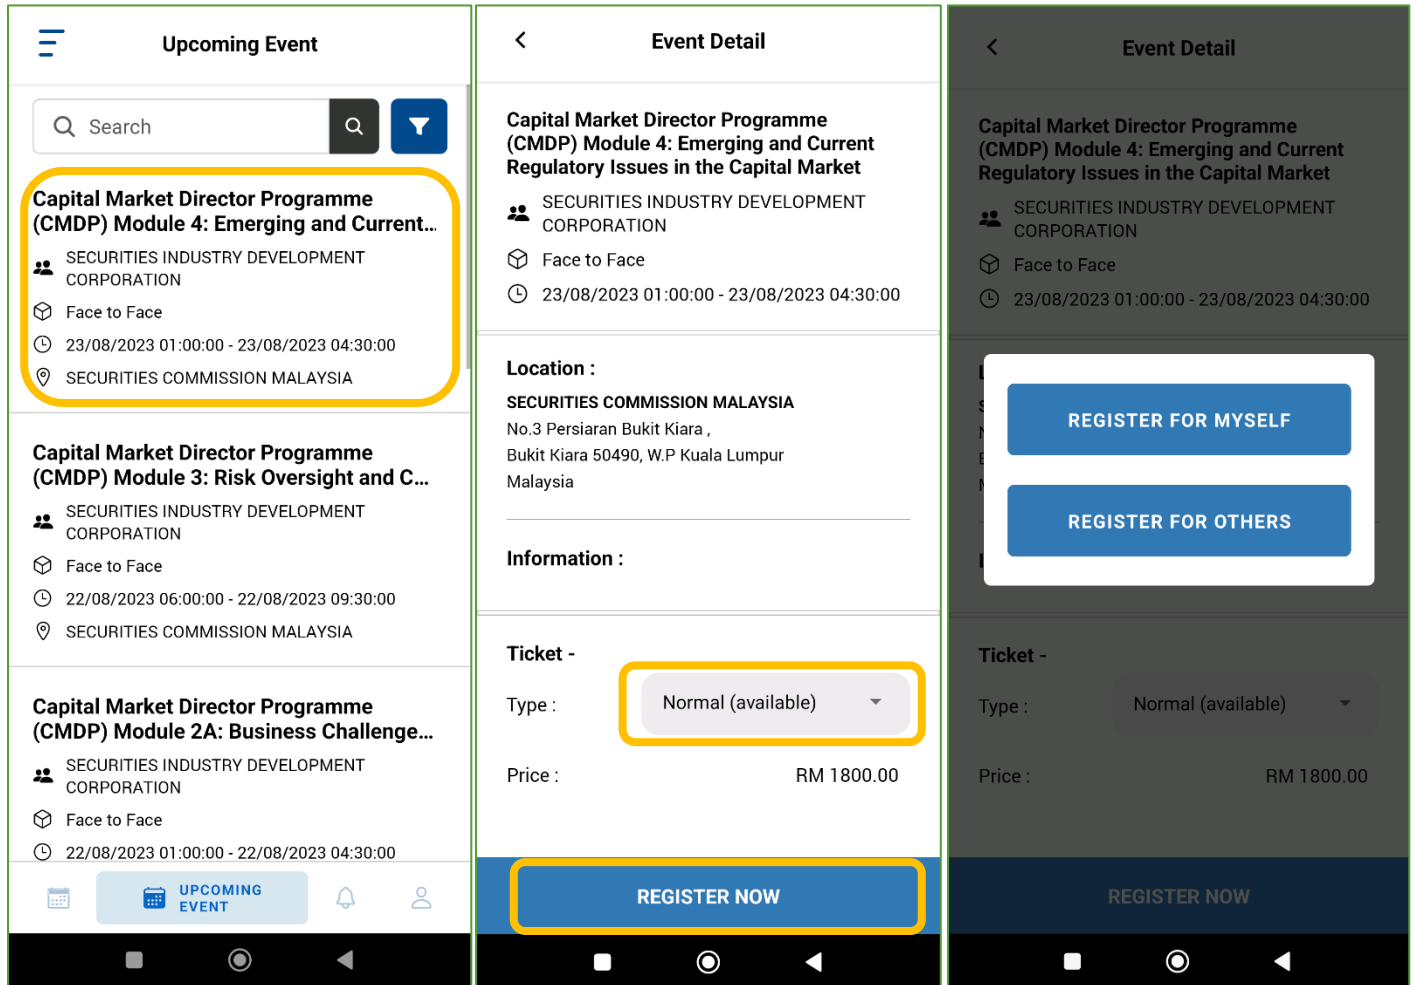 Upcoming Event
Search
Capital Market Director Programme
(CMDP) Module 4: Emerging and Current...
SECURITIES INDUSTRY DEVELOPMENT
CORPORATION
Face to Face
23/08/2023 01:00:00 - 23/08/2023 04:30:00
SECURITIES COMMISSION MALAYSIA
Capital Market Director Programme
(CMDP) Module 3: Risk Oversight and C...
SECURITIES INDUSTRY DEVELOPMENT
CORPORATION
Face to Face
22/08/2023 06:00:00 - 22/08/2023 09:30:00
SECURITIES COMMISSION MALAYSIA
Capital Market Director Programme
(CMDP) Module 2A: Business Challenge...
SECURITIES INDUSTRY DEVELOPMENT
CORPORATION
Face to Face
22/08/2023 01:00:00 - 22/08/2023 04:30:00
UPCOMING
EVENT
Event Detail
Capital Market Director Programme
(CMDP) Module 4: Emerging and Current
Regulatory Issues in the Capital Market
SECURITIES INDUSTRY DEVELOPMENT
CORPORATION
Face to Face
23/08/2023 01:00:00 - 23/08/2023 04:30:00
Location :
SECURITIES COMMISSION MALAYSIA
No.3 Persiaran Bukit Kiara ,
Bukit Kiara 50490, W.P Kuala Lumpur
Malaysia
Information :
Ticket -
Type : Normal (available)
Price : RM 1800.00
REGISTER NOW
Event Detail
Capital Market Director Programme
(CMDP) Module 4: Emerging and Current
Regulatory Issues in the Capital Market
SECURITIES INDUSTRY DEVELOPMENT
CORPORATION
Face to Face
23/08/2023 01:00:00 - 23/08/2023 04:30:00
REGISTER FOR MYSELF
REGISTER FOR OTHERS
Ticket -
Type : Normal (available)
Price : RM 1800.00
REGISTER NOW